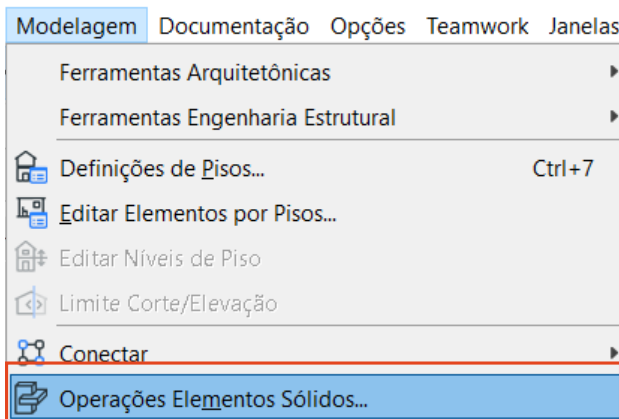 Modelagem Documentação Opções Teamwork Janelas
Ferramentas Arquitetônicas
Ferramentas Engenharia Estrutural
Definições de Pisos... Ctrl+7
Editar Elementos por Pisos...
Editar Níveis de Piso
Limite Corte/Elevação
Conectar
Operações Elementos Sólidos...